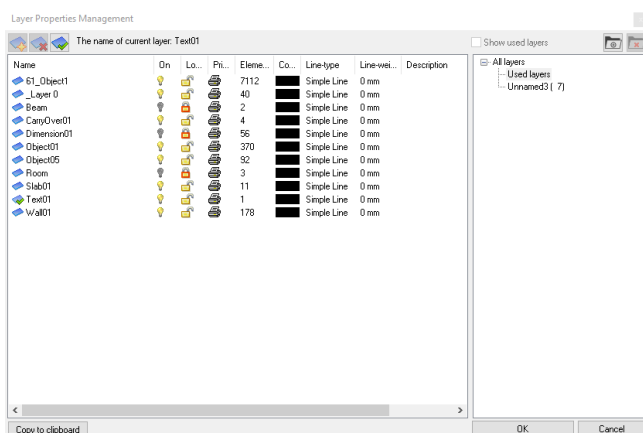 Layer Properties Management
The name of current layer: Text01
Show used layers
Name On Lo... Pri... Eleme... Co... Line-type Line-wei... Description
61_Object1 7112 Simple Line 0 mm
_Layer 0 40 Simple Line 0 mm
Beam 2 Simple Line 0 mm
CarryOver01 4 Simple Line 0 mm
Dimension01 56 Simple Line 0 mm
Object01 370 Simple Line 0 mm
Object05 92 Simple Line 0 mm
Room 3 Simple Line 0 mm
Slab01 11 Simple Line 0 mm
Text01 1 Simple Line 0 mm
Wall01 178 Simple Line 0 mm
All layers
Used layers
Unnamed3 ( 7)
Copy to clipboard
OK Cancel